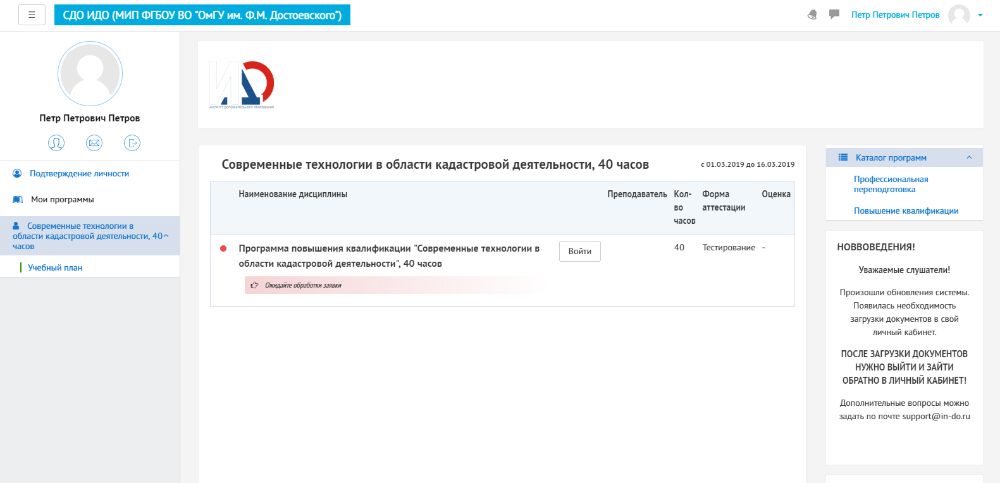 ☰
СДО ИДО (МИП ФГБОУ ВО "ОмГУ им. Ф.М. Достоевского")
Петр Петрович Петров
Петр Петрович Петров
Подтверждение личности
Мои программы
Современные технологии в
области кадастровой деятельности, 40
часов
Учебный план
ИДО
ИНСТИТУТ ДОПОЛНИТЕЛЬНОГО ОБРАЗОВАНИЯ
Современные технологии в области кадастровой деятельности, 40 часов
с 01.03.2019 до 16.03.2019
Наименование дисциплины
Преподаватель
Кол-
во
часов
Форма
аттестации
Оценка
Программа повышения квалификации "Современные технологии в
области кадастровой деятельности", 40 часов
Войти
40
Тестирование
-
Ожидайте обработки заявки
Каталог программ
Профессиональная
переподготовка
Повышение квалификации
НОВВОВЕДЕНИЯ!
Уважаемые слушатели!
Произошли обновления системы.
Появилась необходимость
загрузки документов в свой
личный кабинет.
ПОСЛЕ ЗАГРУЗКИ ДОКУМЕНТОВ
НУЖНО ВЫЙТИ И ЗАЙТИ
ОБРАТНО В ЛИЧНЫЙ КАБИНЕТ!
Дополнительные вопросы можно
задать по почте support@in-do.ru